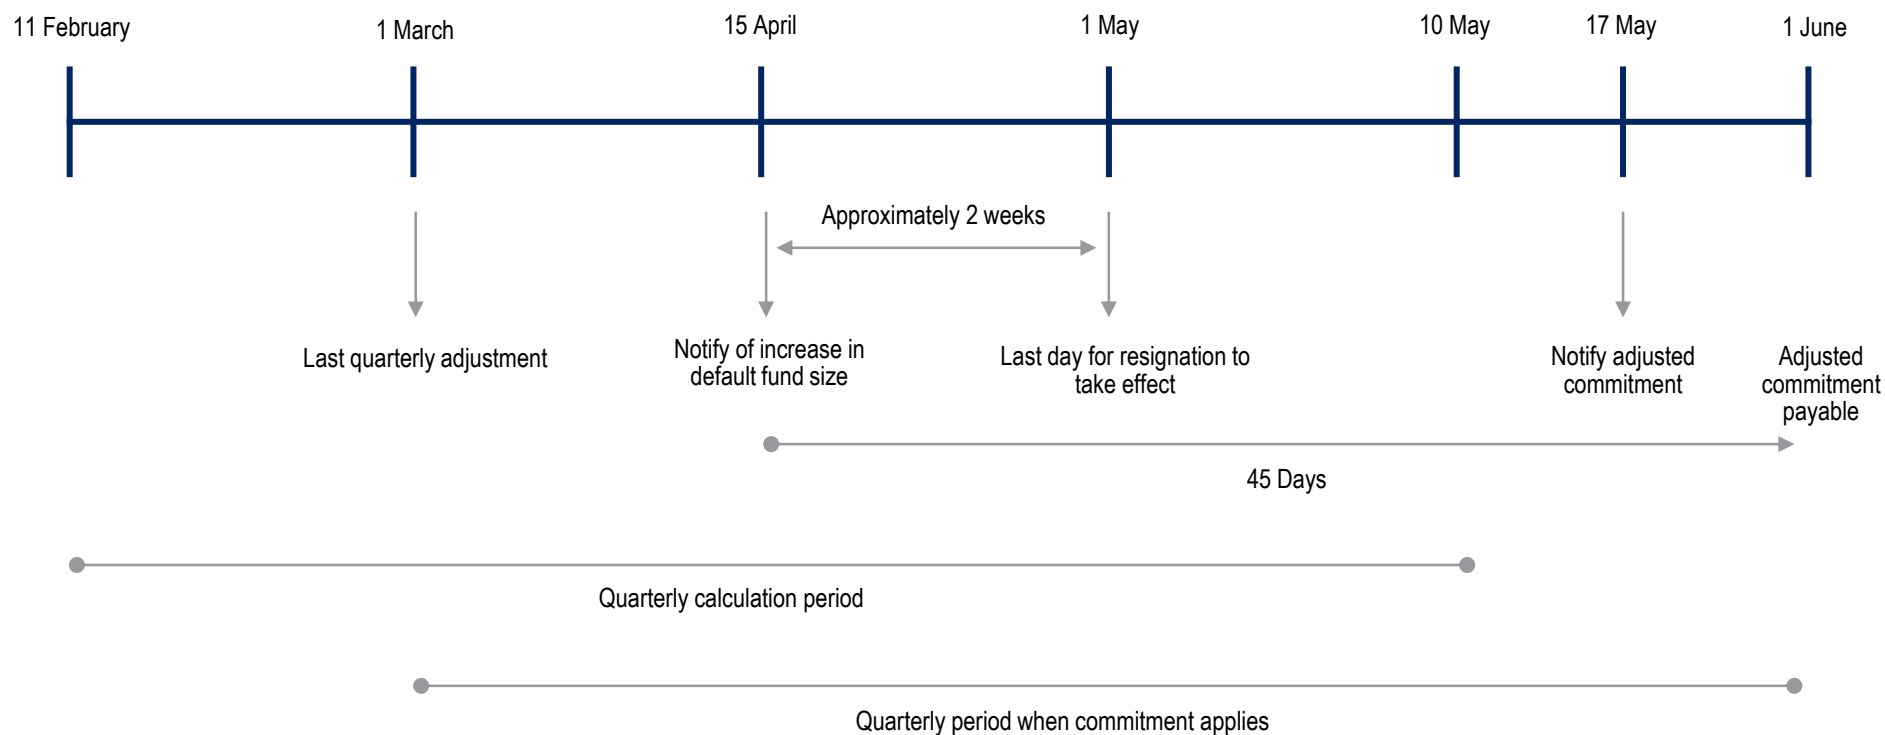 11 February
1 March
15 April
1 May
10 May
17 May
1 June
Approximately 2 weeks
Last quarterly adjustment
Notify of increase in
default fund size
Last day for resignation to
take effect
Notify adjusted
commitment
Adjusted
commitment
payable
45 Days
Quarterly calculation period
Quarterly period when commitment applies